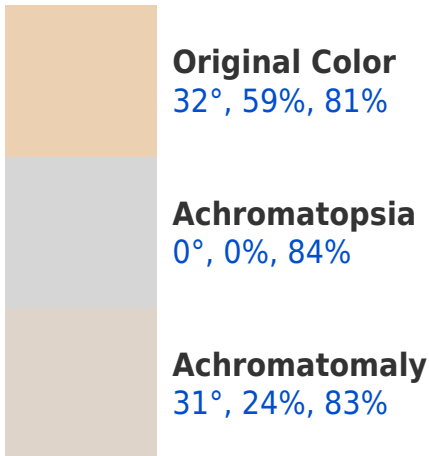 Original Color
32°, 59%, 81%
Achromatopsia
0°, 0%, 84%
Achromatomaly
31°, 24%, 83%